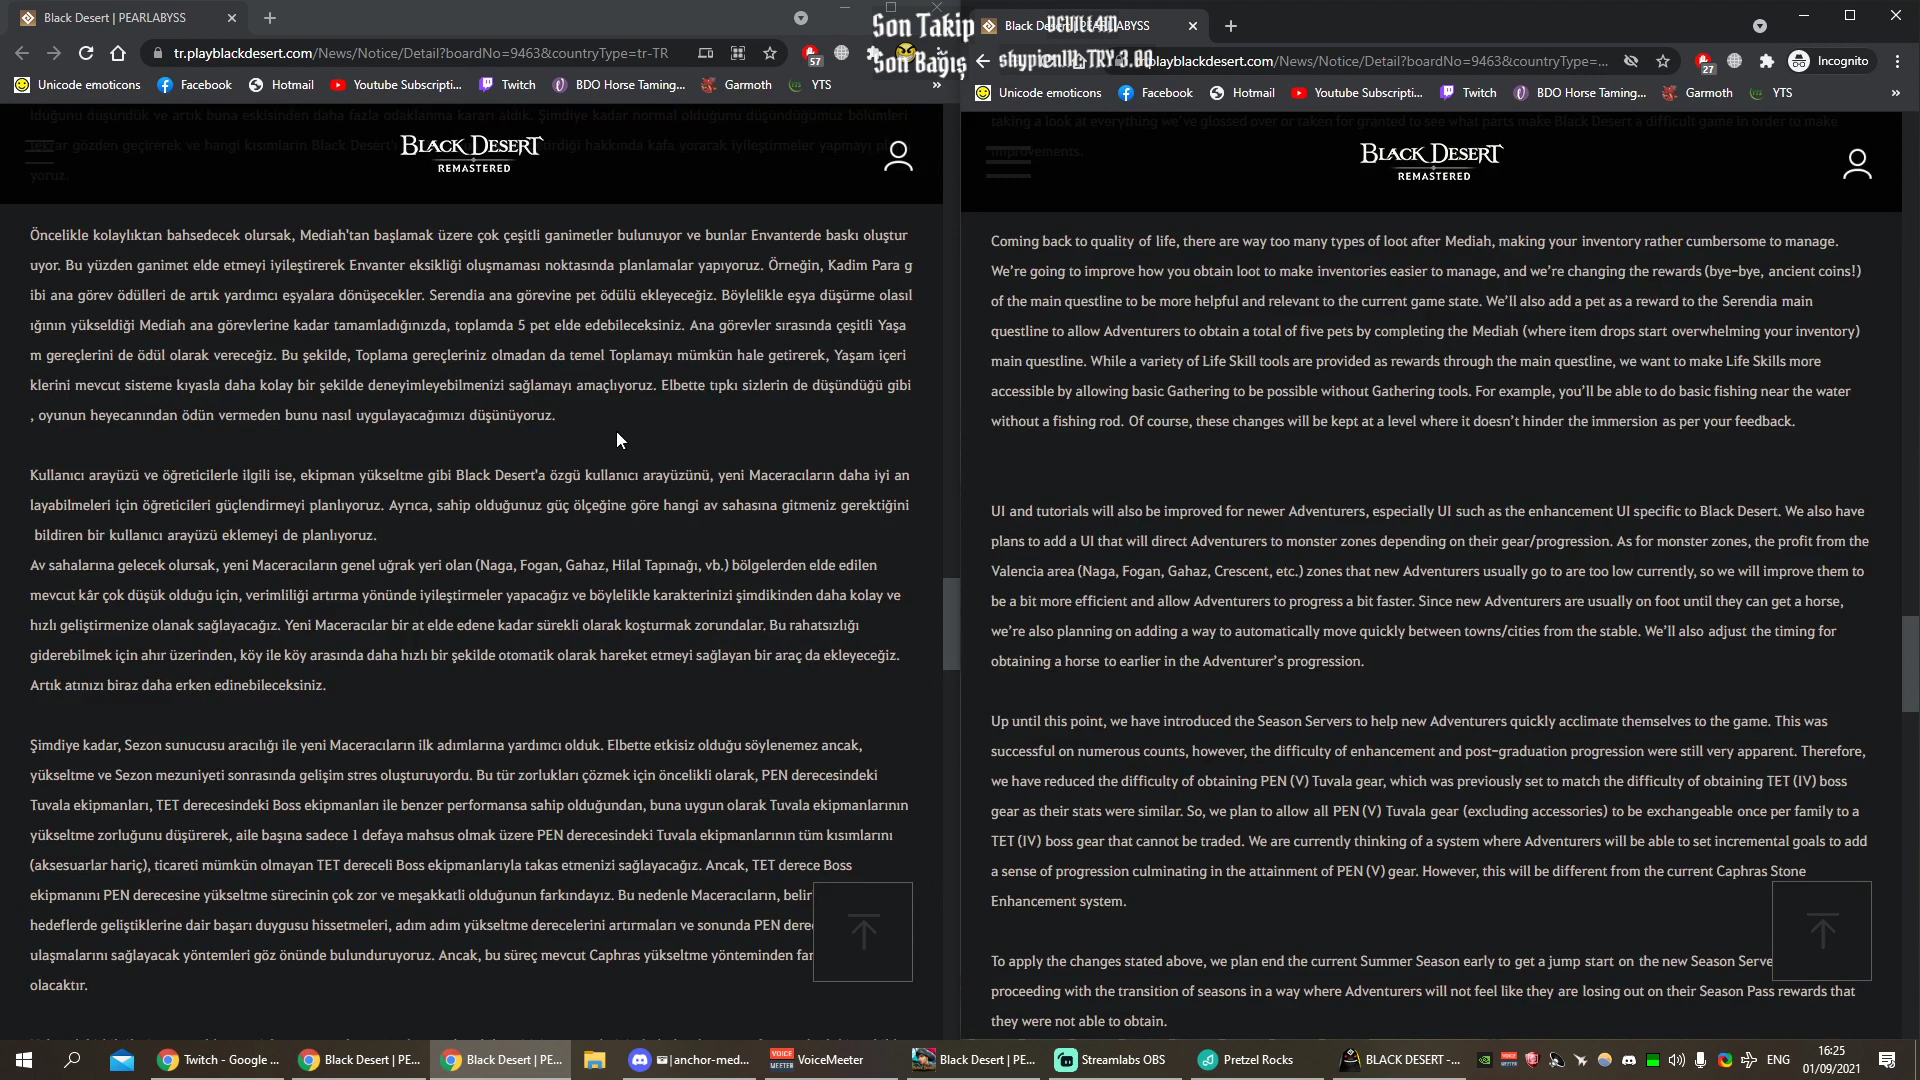 Black Desert | PEARLABYSS
tr.playblackdesert.com/News/Notice/Detail?boardNo=9463&countryType=tr-TR
57
Unicode emoticons
Facebook
Hotmail
Youtube Subscripti...
Twitch
BDO Horse Taming...
Garmoth
YTS
»
lduğunu düşündük ve artık buna eskisinden daha fazla odaklanma kararı aldık. Şimdiye kadar normal olduğunu düşündüğümüz bölümleri
BLACK DESERT
REMASTERED
yoruz.
Öncelikle kolaylıktan bahsedecek olursak, Mediah'tan başlamak üzere çok çeşitli ganimetler bulunuyor ve bunlar Envanterde baskı oluştur
uyor. Bu yüzden ganimet elde etmeyi iyileştirerek Envanter eksikliği oluşmaması noktasında planlamalar yapıyoruz. Örneğin, Kadim Para g
ibi ana görev ödülleri de artık yardımcı eşyalara dönüşecekler. Serendia ana görevine pet ödülü ekleyeceğiz. Böylelikle eşya düşürme olasıl
ığının yükseldiği Mediah ana görevlerine kadar tamamladığınızda, toplamda 5 pet elde edebileceksiniz. Ana görevler sırasında çeşitli Yaşa
m gereçlerini de ödül olarak vereceğiz. Bu şekilde, Toplama gereçleriniz olmadan da temel Toplamayı mümkün hale getirerek, Yaşam içeri
klerini mevcut sisteme kıyasla daha kolay bir şekilde deneyimleyebilmenizi sağlamayı amaçlıyoruz. Elbette tıpkı sizlerin de düşündüğü gibi
, oyunun heyecanından ödün vermeden bunu nasıl uygulayacağımızı düşünüyoruz.
Kullanıcı arayüzü ve öğreticilerle ilgili ise, ekipman yükseltme gibi Black Desert'a özgü kullanıcı arayüzünü, yeni Maceracıların daha iyi an
layabilmeleri için öğreticileri güçlendirmeyi planlıyoruz. Ayrıca, sahip olduğunuz güç ölçeğine göre hangi av sahasına gitmeniz gerektiğini
bildiren bir kullanıcı arayüzü eklemeyi de planlıyoruz.
Av sahalarına gelecek olursak, yeni Maceracıların genel uğrak yeri olan (Naga, Fogan, Gahaz, Hilal Tapınağı, vb.) bölgelerden elde edilen
mevcut kâr çok düşük olduğu için, verimliliği artırma yönünde iyileştirmeler yapacağız ve böylelikle karakterinizi şimdikinden daha kolay ve
hızlı geliştirmenize olanak sağlayacağız. Yeni Maceracılar bir at elde edene kadar sürekli olarak koşturmak zorundalar. Bu rahatsızlığı
giderebilmek için ahır üzerinden, köy ile köy arasında daha hızlı bir şekilde otomatik olarak hareket etmeyi sağlayan bir araç da ekleyeceğiz.
Artık atınızı biraz daha erken edinebileceksiniz.
Şimdiye kadar, Sezon sunucusu aracılığı ile yeni Maceracıların ilk adımlarına yardımcı olduk. Elbette etkisiz olduğu söylenemez ancak,
yükseltme ve Sezon mezuniyeti sonrasında gelişim stres oluşturuyordu. Bu tür zorlukları çözmek için öncelikli olarak, PEN derecesindeki
Tuvala ekipmanları, TET derecesindeki Boss ekipmanları ile benzer performansa sahip olduğundan, buna uygun olarak Tuvala ekipmanlarının
yükseltme zorluğunu düşürerek, aile başına sadece 1 defaya mahsus olmak üzere PEN derecesindeki Tuvala ekipmanlarının tüm kısımlarını
(aksesuarlar hariç), ticareti mümkün olmayan TET dereceli Boss ekipmanlarıyla takas etmenizi sağlayacağız. Ancak, TET derece Boss
ekipmanını PEN derecesine yükseltme sürecinin çok zor ve meşakkatli olduğunun farkındayız. Bu nedenle Maceracıların, belir
hedeflerde geliştiklerine dair başarı duygusu hissetmeleri, adım adım yükseltme derecelerini artırmaları ve sonunda PEN dere
ulaşmalarını sağlayacak yöntemleri göz önünde bulunduruyoruz. Ancak, bu süreç mevcut Caphras yükseltme yönteminden far
olacaktır.
Son Takip
Son Bağış
stypienUk TRY 3.00
playblackdesert.com/News/Notice/Detail?boardNo=9463&countryType=...
27
Incognito
Unicode emoticons
Facebook
Hotmail
Youtube Subscripti...
Twitch
BDO Horse Taming...
Garmoth
YTS
»
taking a look at everything we've glossed over or taken for granted to see what parts make Black Desert a difficult game in order to make
improvements.
BLACK DESERT
REMASTERED
Coming back to quality of life, there are way too many types of loot after Mediah, making your inventory rather cumbersome to manage.
We're going to improve how you obtain loot to make inventories easier to manage, and we're changing the rewards (bye-bye, ancient coins!)
of the main questline to be more helpful and relevant to the current game state. We'll also add a pet as a reward to the Serendia main
questline to allow Adventurers to obtain a total of five pets by completing the Mediah (where item drops start overwhelming your inventory)
main questline. While a variety of Life Skill tools are provided as rewards through the main questline, we want to make Life Skills more
accessible by allowing basic Gathering to be possible without Gathering tools. For example, you'll be able to do basic fishing near the water
without a fishing rod. Of course, these changes will be kept at a level where it doesn't hinder the immersion as per your feedback.
UI and tutorials will also be improved for newer Adventurers, especially UI such as the enhancement UI specific to Black Desert. We also have
plans to add a UI that will direct Adventurers to monster zones depending on their gear/progression. As for monster zones, the profit from the
Valencia area (Naga, Fogan, Gahaz, Crescent, etc.) zones that new Adventurers usually go to are too low currently, so we will improve them to
be a bit more efficient and allow Adventurers to progress a bit faster. Since new Adventurers are usually on foot until they can get a horse,
we're also planning on adding a way to automatically move quickly between towns/cities from the stable. We'll also adjust the timing for
obtaining a horse to earlier in the Adventurer's progression.
Up until this point, we have introduced the Season Servers to help new Adventurers quickly acclimate themselves to the game. This was
successful on numerous counts, however, the difficulty of enhancement and post-graduation progression were still very apparent. Therefore,
we have reduced the difficulty of obtaining PEN (V) Tuvala gear, which was previously set to match the difficulty of obtaining TET (IV) boss
gear as their stats were similar. So, we plan to allow all PEN (V) Tuvala gear (excluding accessories) to be exchangeable once per family to a
TET (IV) boss gear that cannot be traded. We are currently thinking of a system where Adventurers will be able to set incremental goals to add
a sense of progression culminating in the attainment of PEN (V) gear. However, this will be different from the current Caphras Stone
Enhancement system.
To apply the changes stated above, we plan end the current Summer Season early to get a jump start on the new Season Serve
proceeding with the transition of seasons in a way where Adventurers will not feel like they are losing out on their Season Pass rewards that
they were not able to obtain.
Twitch - Google ...
Black Desert | PE...
Black Desert | PE...
|anchor-med...
VoiceMeeter
Black Desert | PE...
Streamlabs OBS
Pretzel Rocks
BLACK DESERT -...
ENG
16:25
01/09/2021